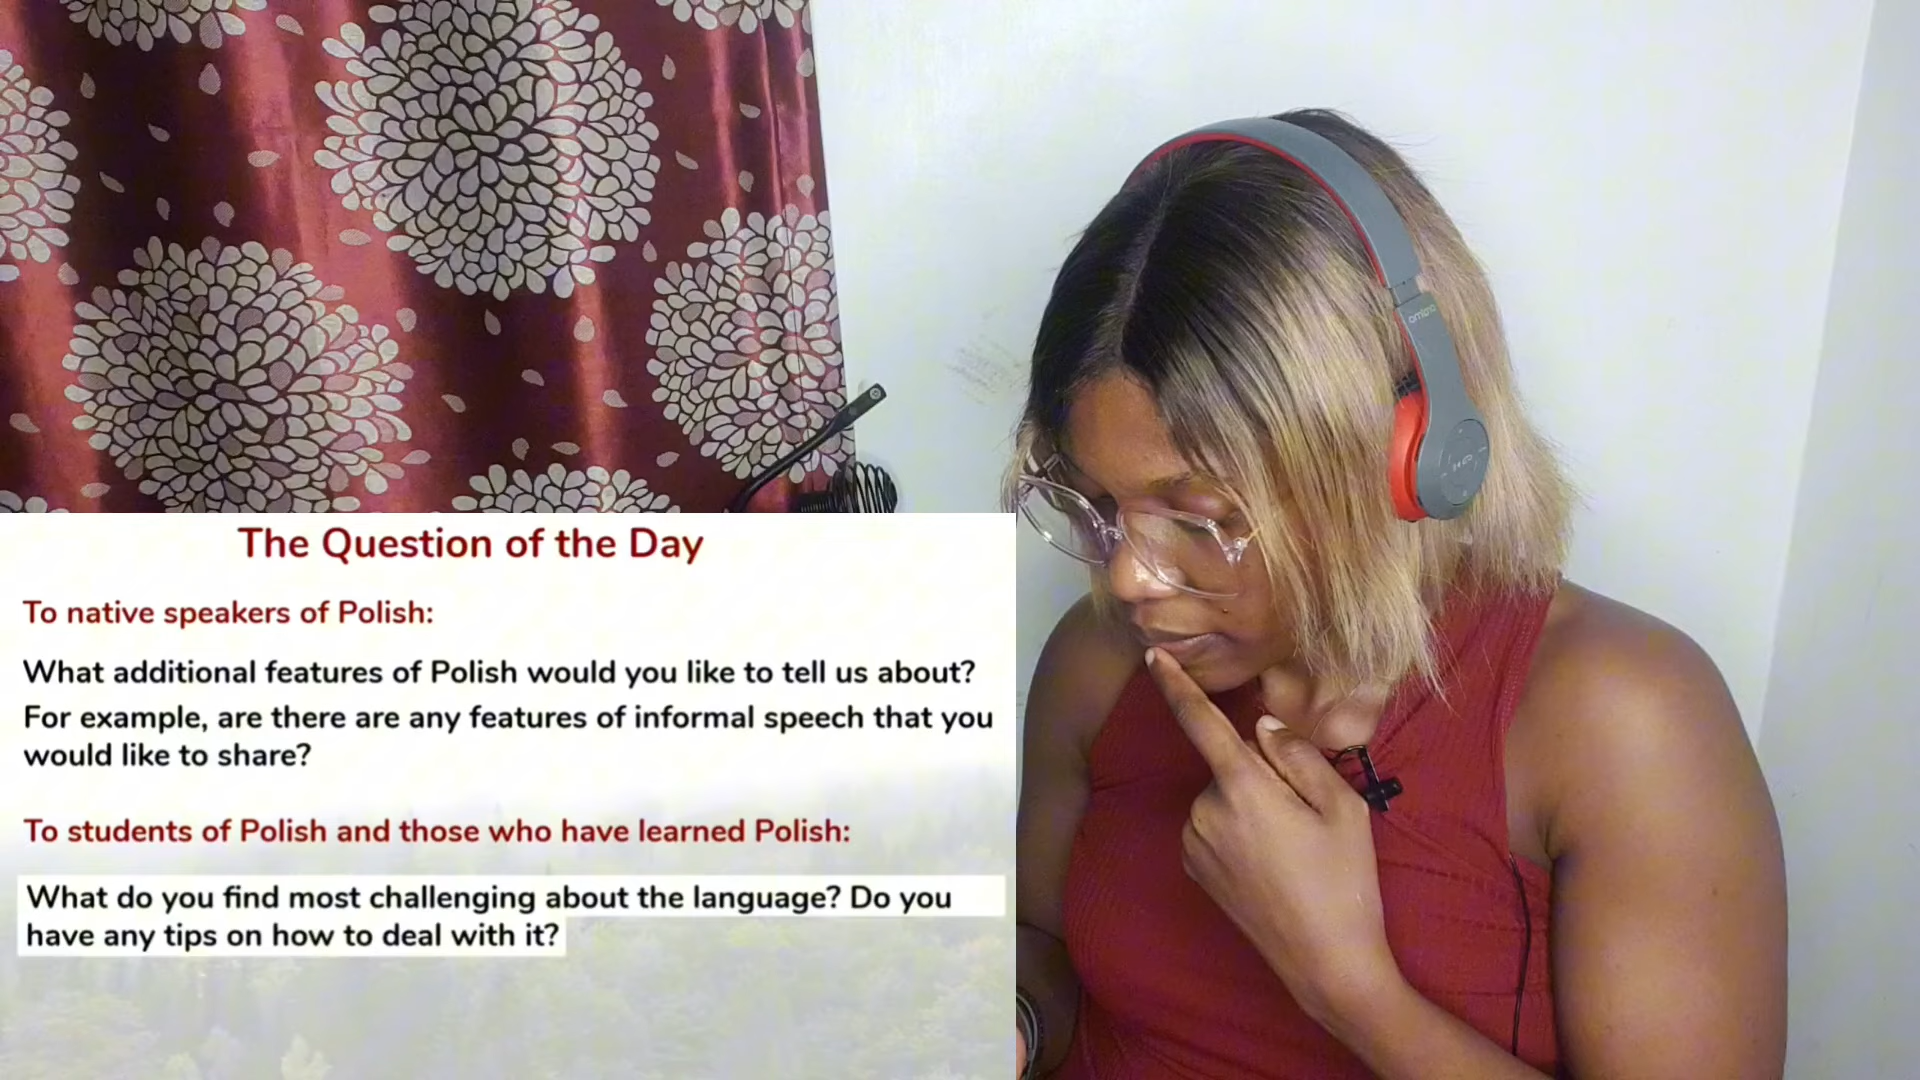 The Question of the Day
To native speakers of Polish:
What additional features of Polish would you like to tell us about?
For example, are there are any features of informal speech that you
would like to share?
To students of Polish and those who have learned Polish:
What do you find most challenging about the language? Do you
have any tips on how to deal with it?